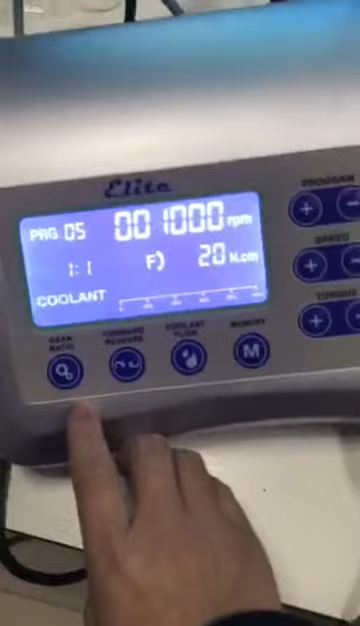 Elite
PRG 05 001000 rpm
1:1 F) 20 N.cm
COOLANT
PROGRAM
SPEED
TORQUE
GEAR RATIO
FORWARD REVERSE
COOLANT FLOW
MEMORY
M